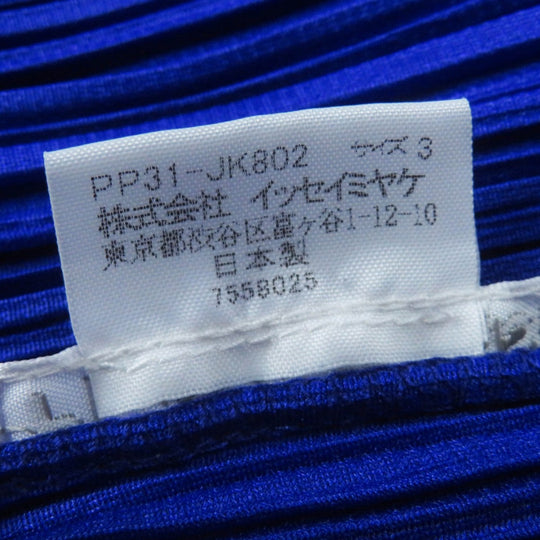 PP31-JK802 サイズ 3
株式会社 イッセイミヤケ
東京都渋谷区富ヶ谷1-12-10
日本製
7558025
L